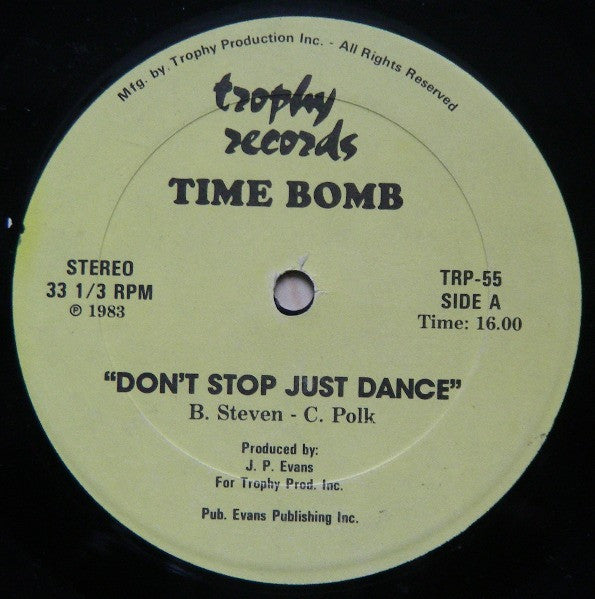 Mfg. by. Trophy Production Inc. - All Rights Reserved
trophy
records
TIME BOMB
STEREO
33 1/3 RPM
℗ 1983
TRP-55
SIDE A
Time: 16.00
"DON'T STOP JUST DANCE"
B. Steven - C. Polk
Produced by:
J. P. Evans
For Trophy Prod. Inc.
Pub. Evans Publishing Inc.